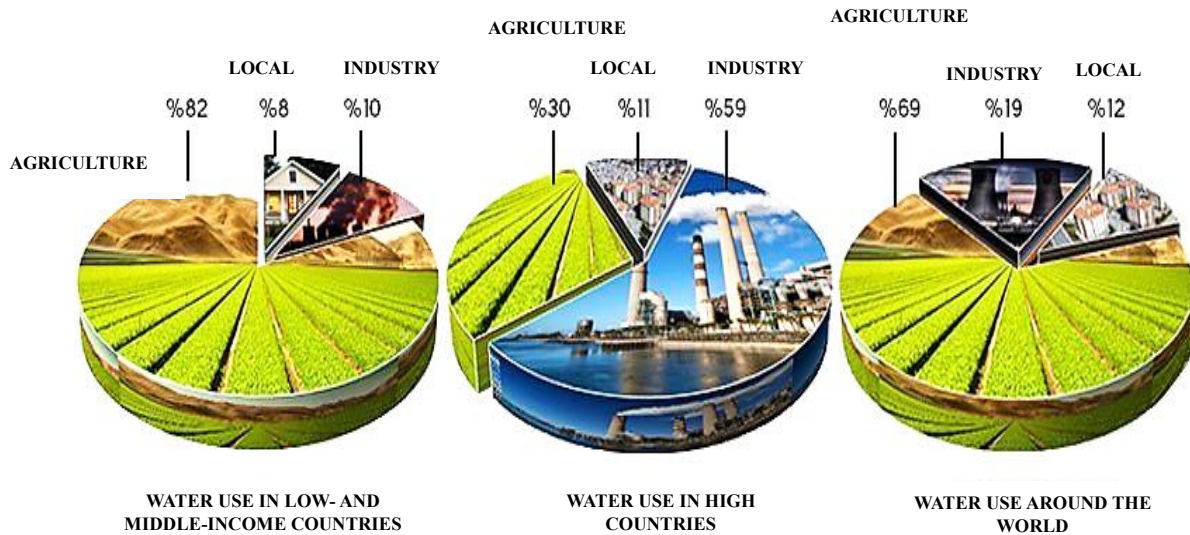 AGRICULTURE
AGRICULTURE
LOCAL
INDUSTRY
LOCAL
INDUSTRY
INDUSTRY
LOCAL
%82
%8
%10
%30
%11
%59
%69
%19
%12
AGRICULTURE
WATER USE IN LOW- AND
MIDDLE-INCOME COUNTRIES
WATER USE IN HIGH
COUNTRIES
WATER USE AROUND THE
WORLD